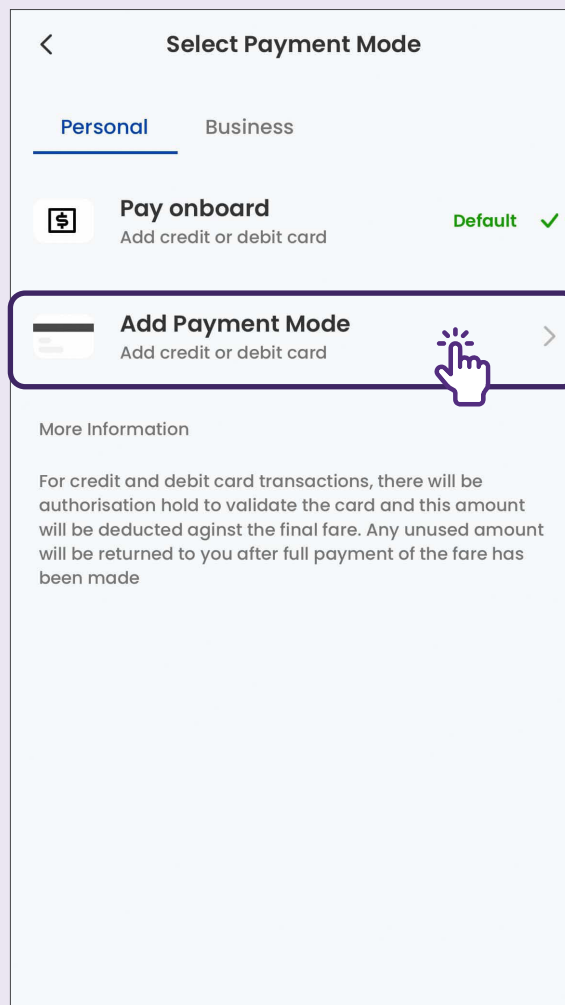 Select Payment Mode
Personal Business
Pay onboard
Add credit or debit card
Default
Add Payment Mode
Add credit or debit card
More Information
For credit and debit card transactions, there will be
authorisation hold to validate the card and this amount
will be deducted aginst the final fare. Any unused amount
will be returned to you after full payment of the fare has
been made